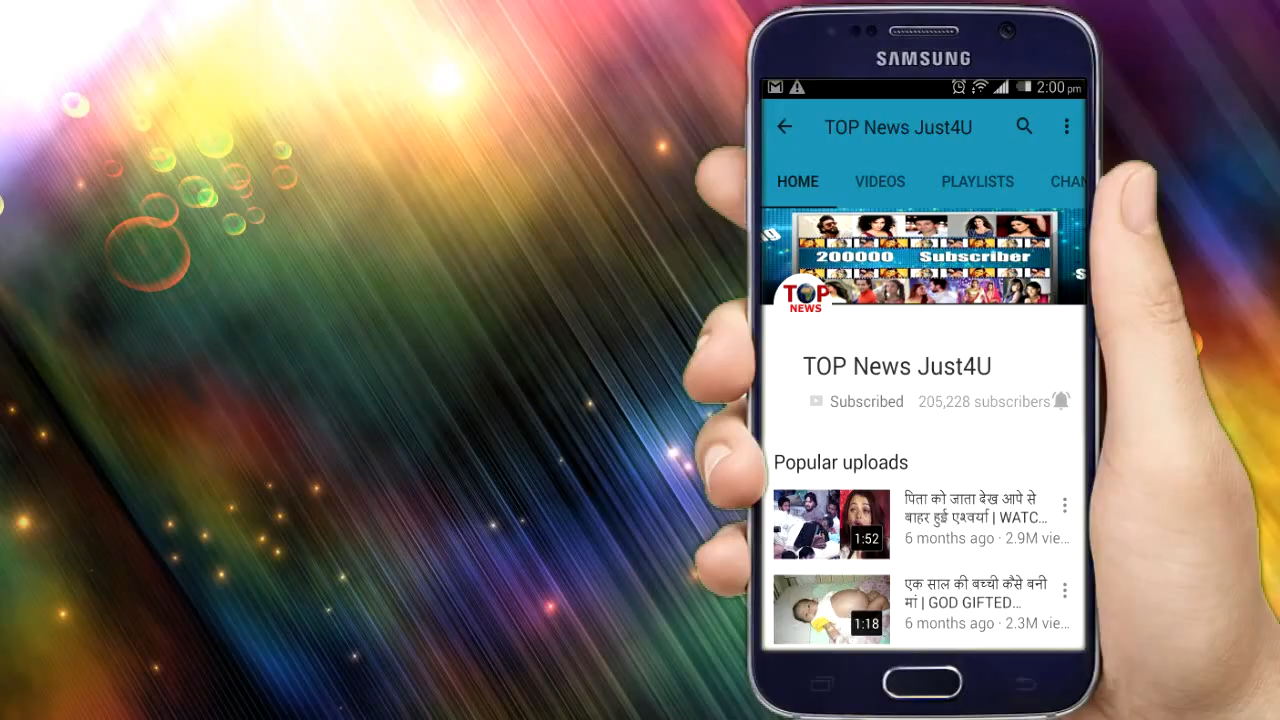 SAMSUNG
2:00 pm
TOP News Just4U
HOME VIDEOS PLAYLISTS CHAN
200000 Subscriber
TOP
NEWS
TOP News Just4U
Subscribed 205,228 subscribers
Popular uploads
पिता को जाता देख आपे से
बाहर हुई एश्वर्या | WATC...
6 months ago · 2.9M vie...
1:52
एक साल की बच्ची कैसे बनी
मां | GOD GIFTED...
6 months ago · 2.3M vie...
1:18